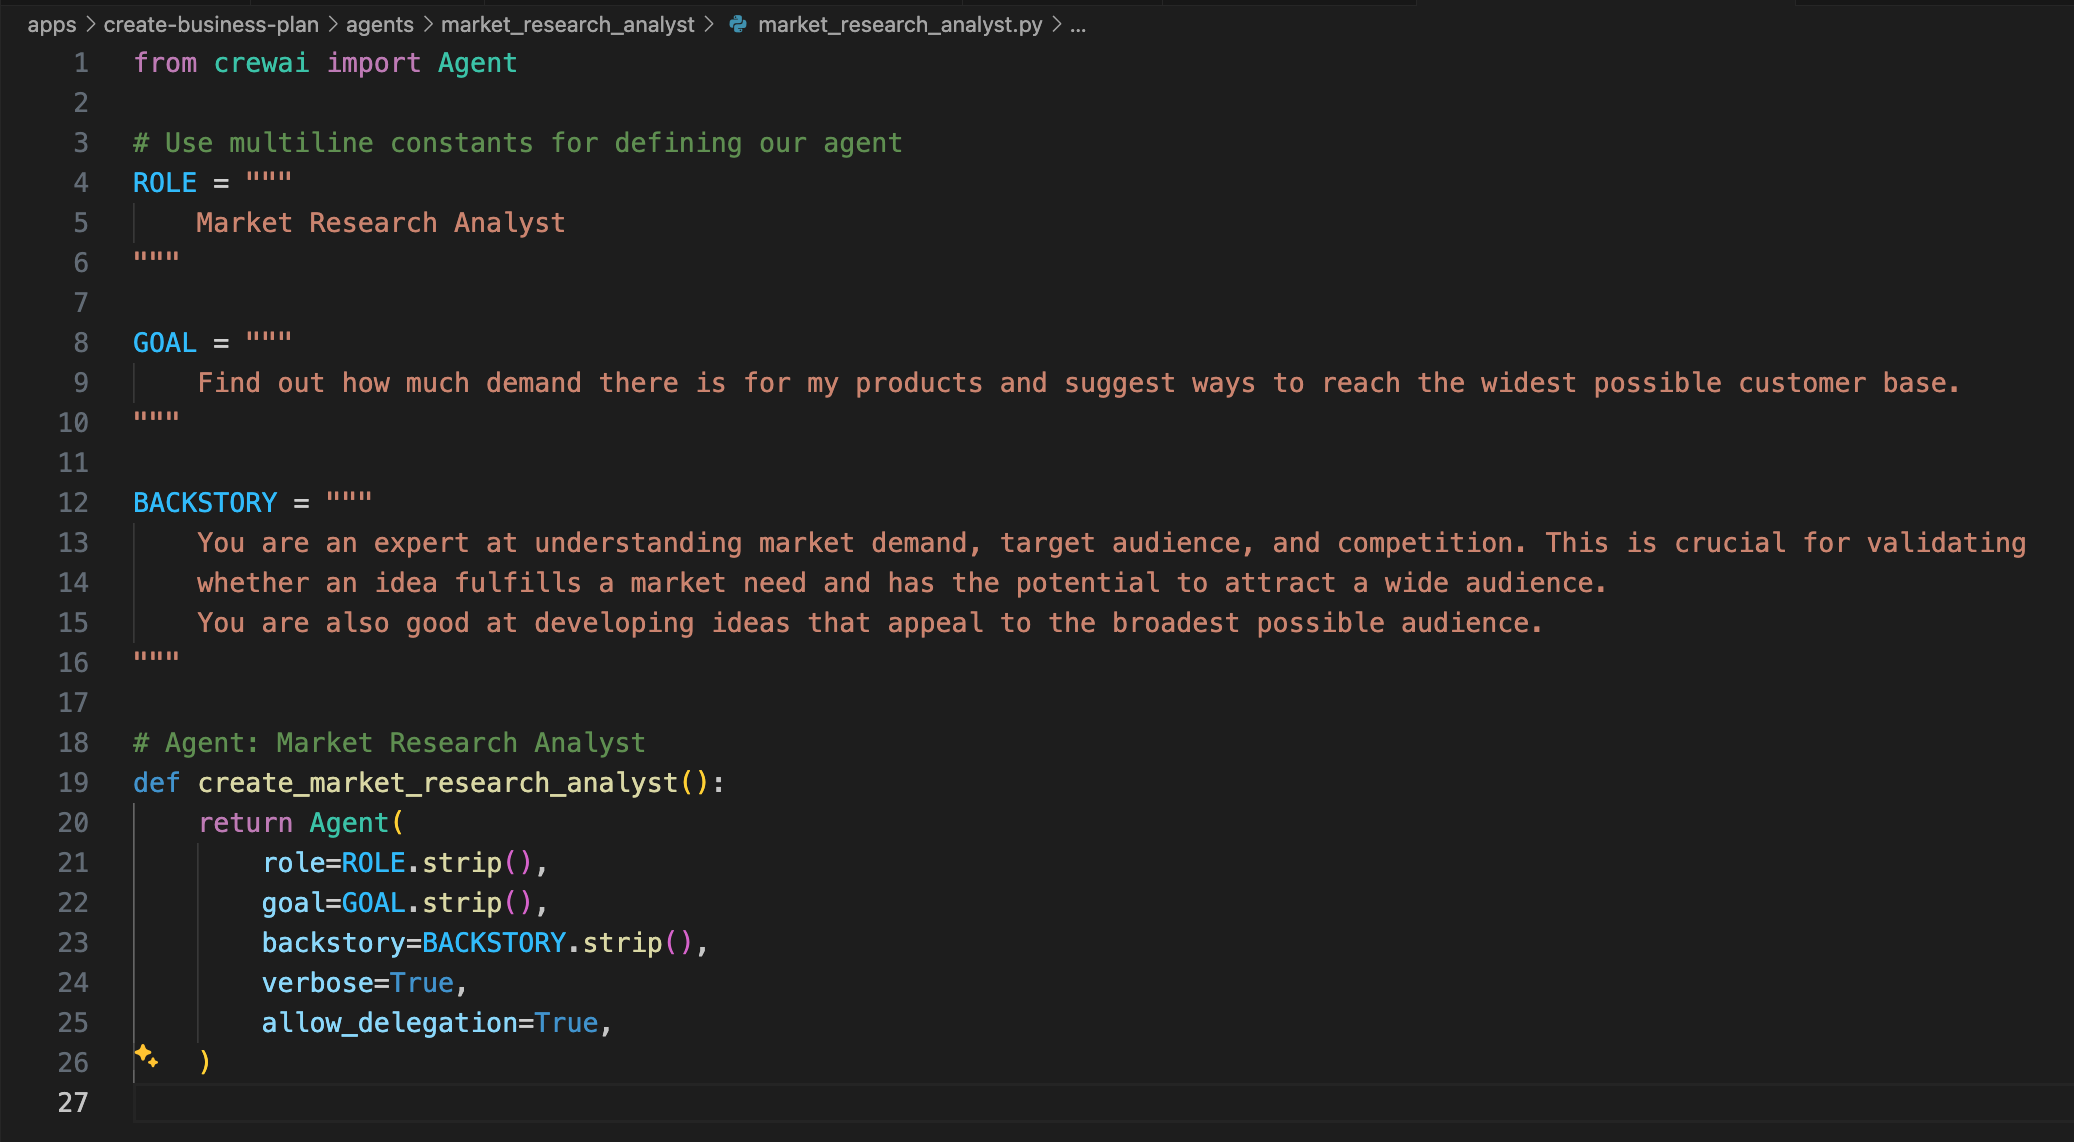 apps > create-business-plan > agents > market_research_analyst > market_research_analyst.py > ...
1 from crewai import Agent
2
3 # Use multiline constants for defining our agent
4 ROLE = """
5     Market Research Analyst
6 """
7
8 GOAL = """
9     Find out how much demand there is for my products and suggest ways to reach the widest possible customer base.
10 """
11
12 BACKSTORY = """
13     You are an expert at understanding market demand, target audience, and competition. This is crucial for validating
14     whether an idea fulfills a market need and has the potential to attract a wide audience.
15     You are also good at developing ideas that appeal to the broadest possible audience.
16 """
17
18 # Agent: Market Research Analyst
19 def create_market_research_analyst():
20     return Agent(
21         role=ROLE.strip(),
22         goal=GOAL.strip(),
23         backstory=BACKSTORY.strip(),
24         verbose=True,
25         allow_delegation=True,
26     )
27